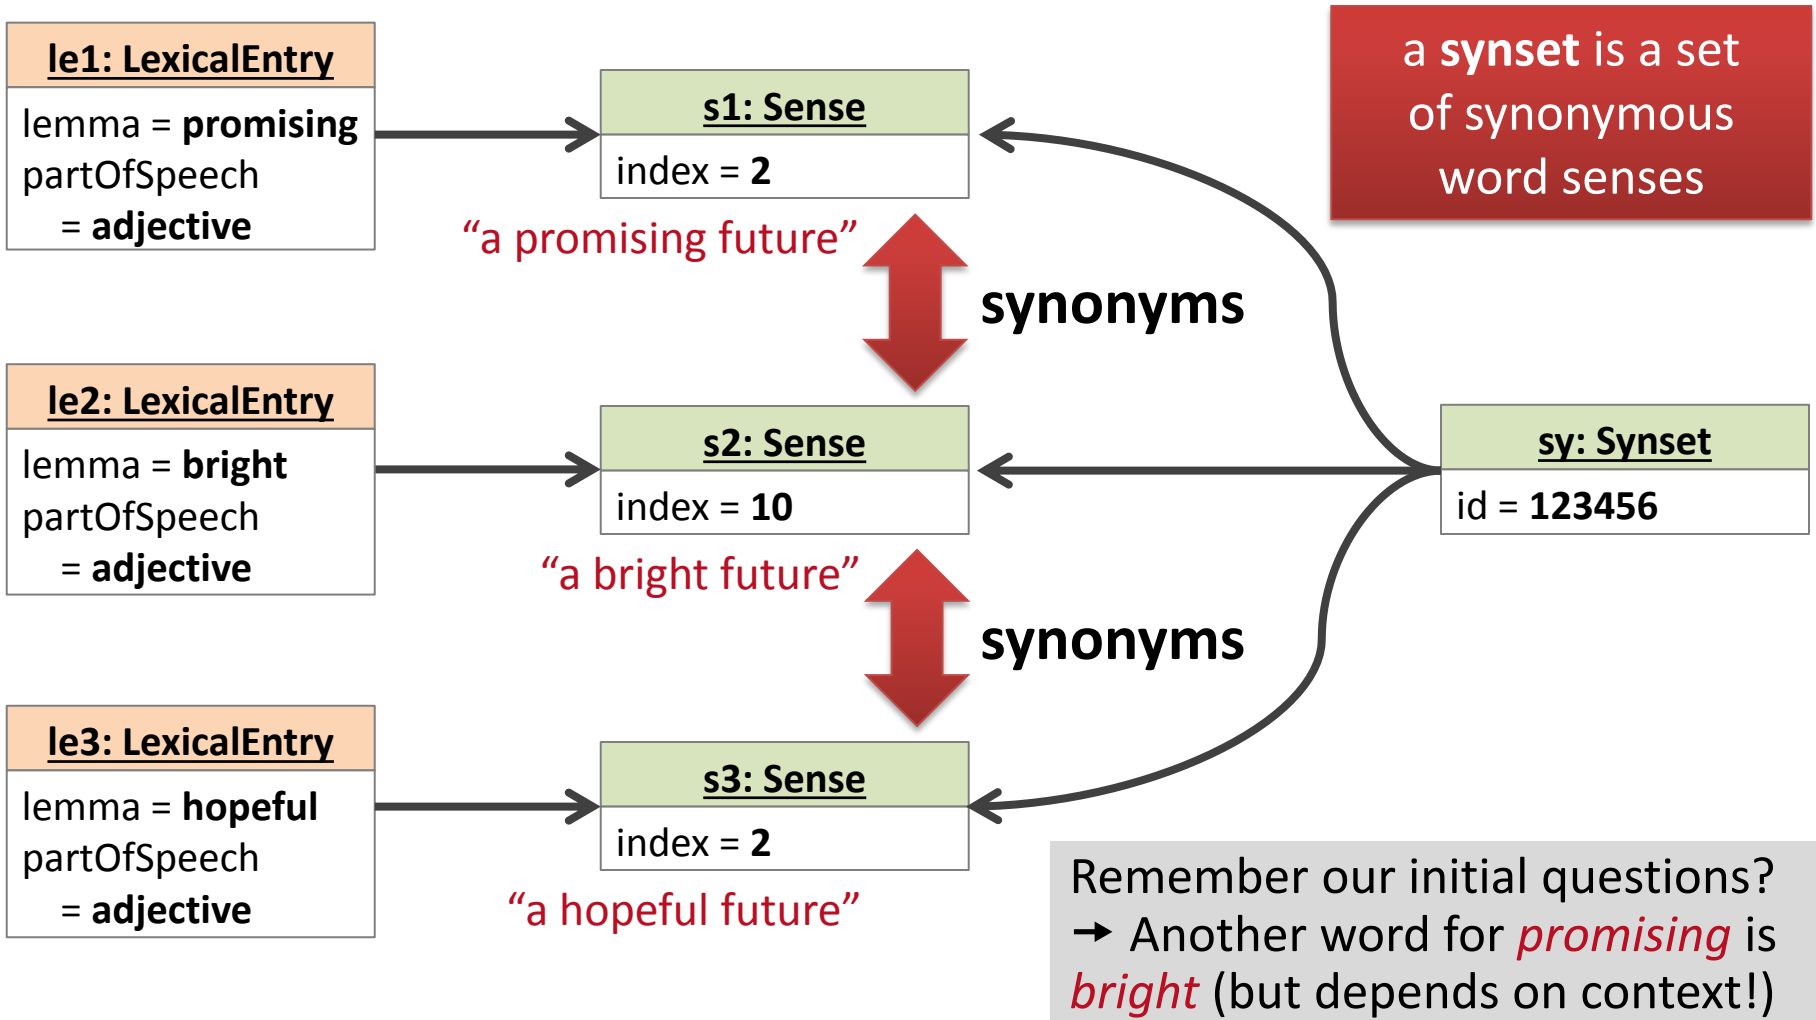 le1: LexicalEntry
lemma = promising
partOfSpeech
= adjective
s1: Sense
index = 2
“a promising future”
a synset is a set
of synonymous
word senses
synonyms
le2: LexicalEntry
lemma = bright
partOfSpeech
= adjective
s2: Sense
index = 10
“a bright future”
sy: Synset
id = 123456
synonyms
le3: LexicalEntry
lemma = hopeful
partOfSpeech
= adjective
s3: Sense
index = 2
“a hopeful future”
Remember our initial questions?
→ Another word for promising is
bright (but depends on context!)